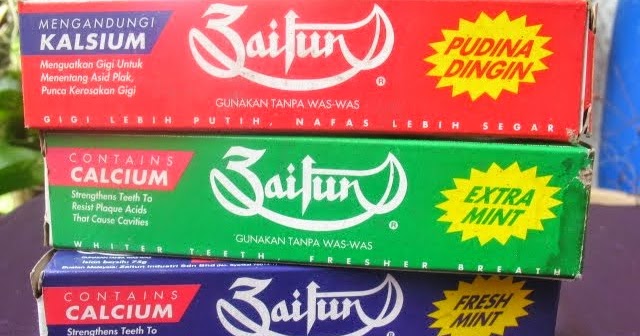 MENGANDUNGI
KALSIUM
Menguatkan Gigi Untuk
Menentang Asid Plak,
Punca Kerosakan Gigi
Zaitun
®
GUNAKAN TANPA WAS-WAS
PUDINA
DINGIN
GIGI LEBIH PUTIH, NAFAS LEBIH SEGAR
CONTAINS
CALCIUM
Strengthens Teeth To
Resist Plaque Acids
That Cause Cavities
Zaitun
®
GUNAKAN TANPA WAS-WAS
EXTRA
MINT
WHITER TEETH, FRESHER BREATH
CONTAINS
CALCIUM
Strengthens Teeth To
Zaitun
®
FRESH
MINT